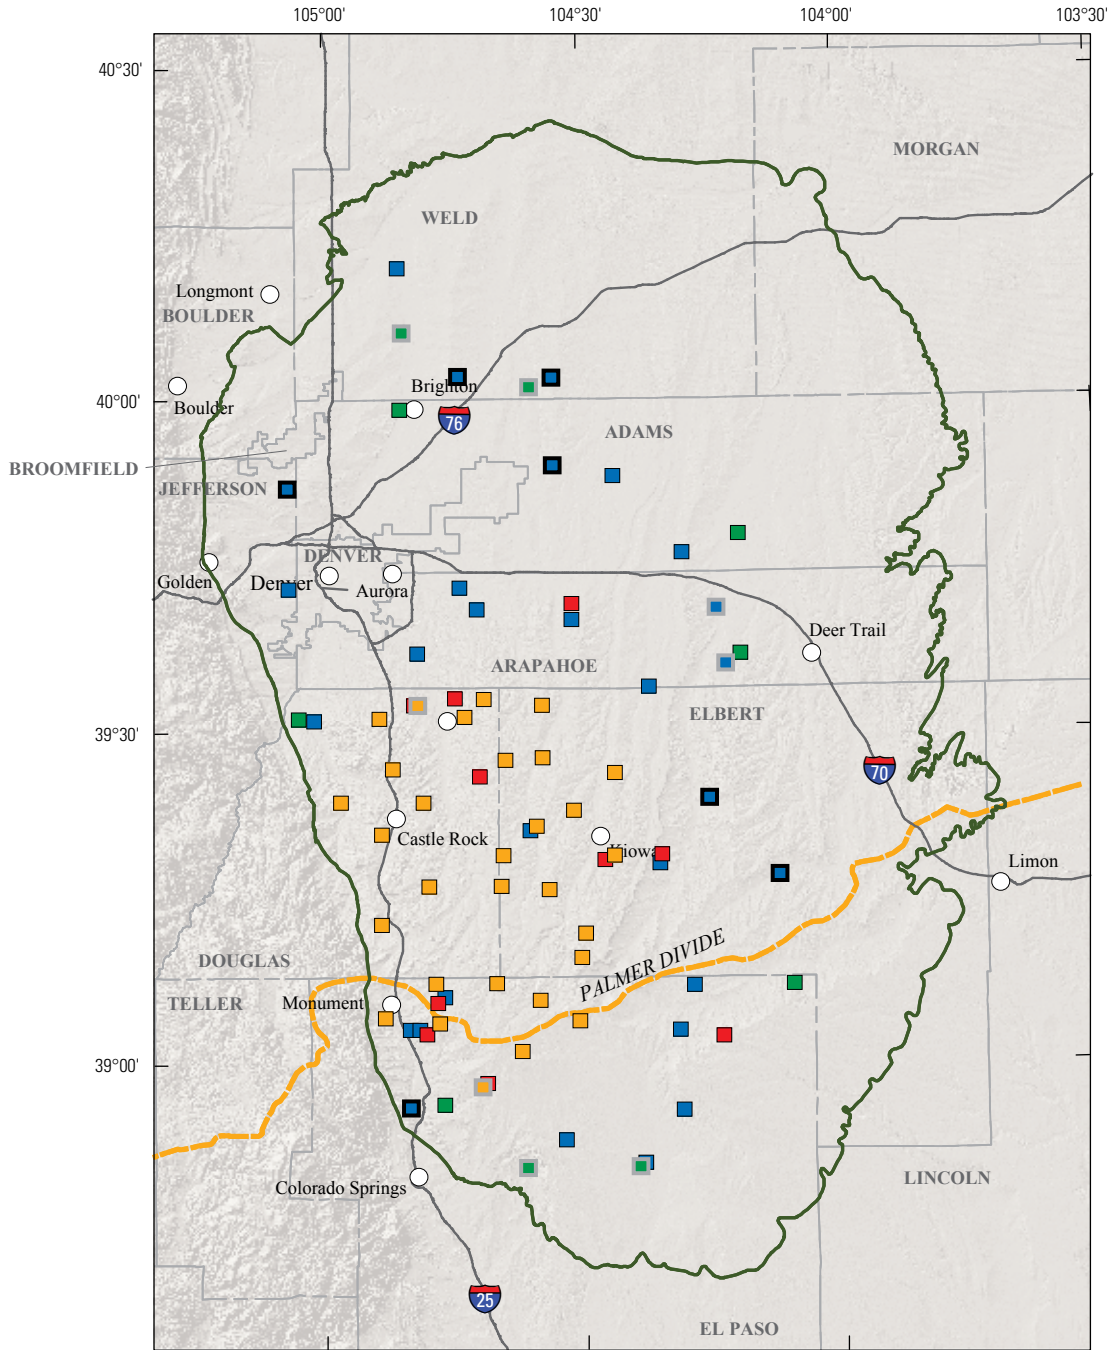 105°00'
104°30'
104°00'
103°30'
40°30'
MORGAN
WELD
Longmont
BOULDER
Brighton
Boulder
40°00'
76
ADAMS
BROOMFIELD
JEFFERSON
DENVER
Golden
Denver
Aurora
Deer Trail
ARAPAHOE
ELBERT
39°30'
70
Castle Rock
Kiowa
Limon
PALMER DIVIDE
DOUGLAS
TELLER
Monument
39°00'
Colorado Springs
LINCOLN
25
EL PASO